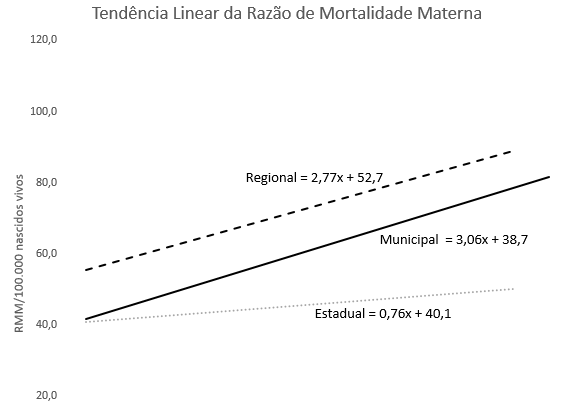 Tendência Linear da Razão de Mortalidade Materna
120,0
100,0
80,0
60,0
40,0
20,0
RMM/100.000 nascidos vivos
Regional = 2,77x + 52,7
Municipal = 3,06x + 38,7
Estadual = 0,76x + 40,1